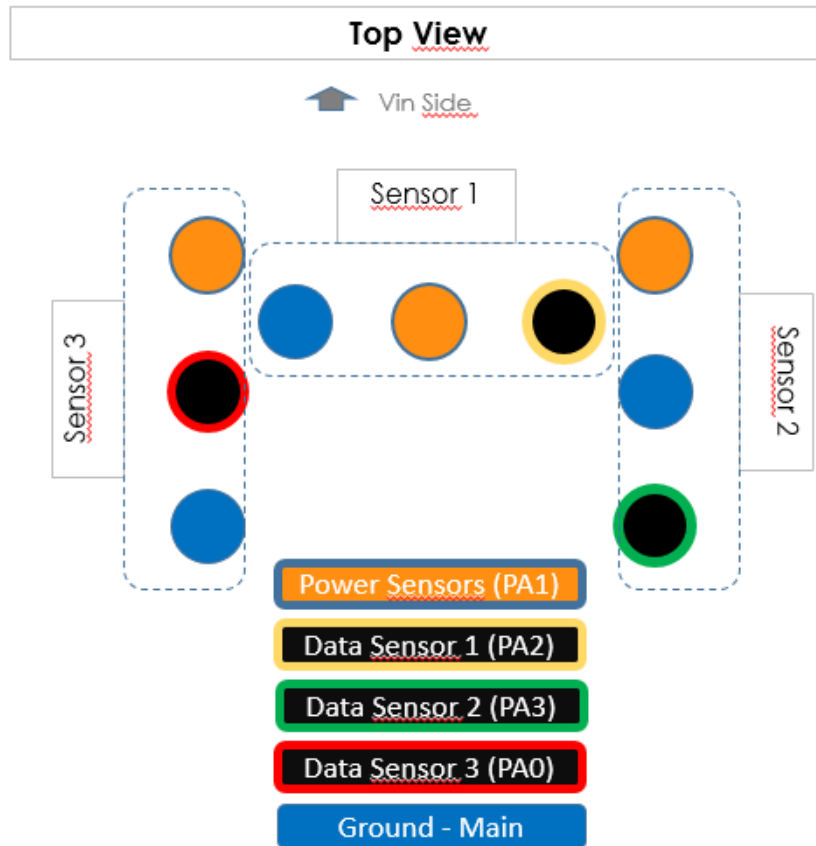 Top View
Vin Side
Sensor 1
Sensor 3
Sensor 2
Power Sensors (PA1)
Data Sensor 1 (PA2)
Data Sensor 2 (PA3)
Data Sensor 3 (PA0)
Ground - Main